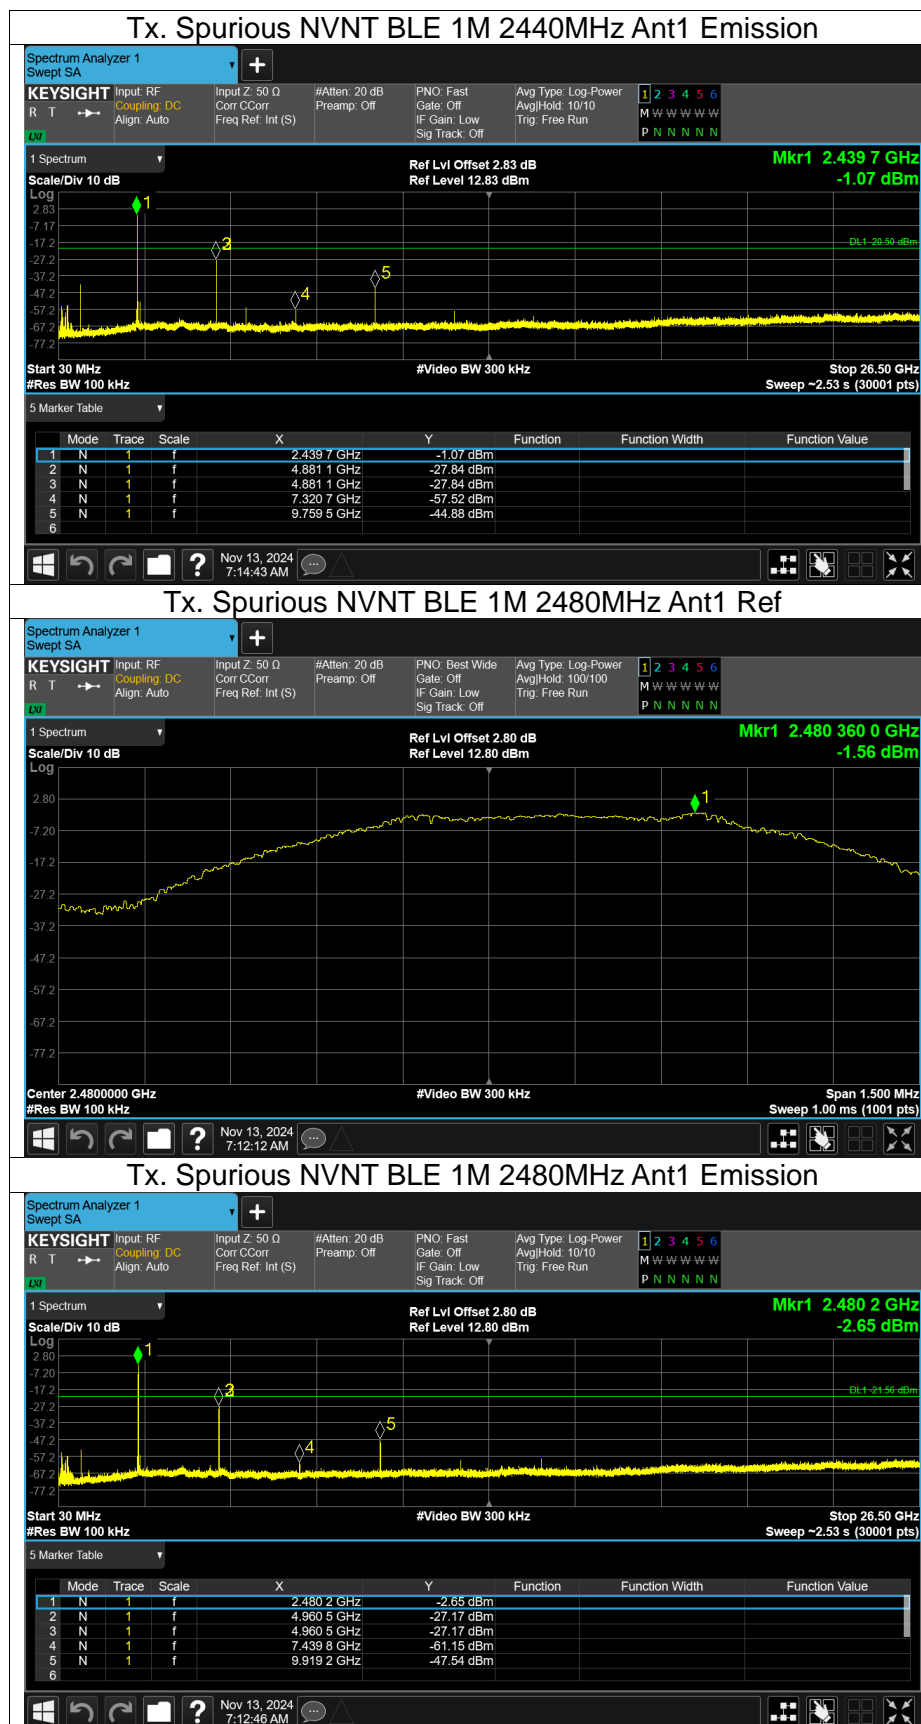 Tx. Spurious NVNT BLE 1M 2440MHz Ant1 Emission
Spectrum Analyzer 1
Swept SA
KEYSIGHT Input: RF Input Z: 50 Ω #Atten: 20 dB PNO: Fast Avg Type: Log-Power 1 2 3 4 5 6
R T Coupling: DC Corr CCorr Preamp: Off Gate: Off Avg|Hold: 10/10 M W W W W W
Align: Auto Freq Ref: Int (S) IF Gain: Low Trig: Free Run
LXI Sig Track: Off P N N N N N
1 Spectrum Ref Lvl Offset 2.83 dB Mkr1 2.439 7 GHz
Scale/Div 10 dB Ref Level 12.83 dBm -1.07 dBm
Log
1
2.83
-7.17
-17.2 DL1 -20.50 dBm
-27.2
-37.2 5
-47.2 4
-57.2
-67.2
-77.2
Start 30 MHz #Video BW 300 kHz Stop 26.50 GHz
#Res BW 100 kHz Sweep ~2.53 s (30001 pts)
5 Marker Table
Mode Trace Scale X Y Function Function Width Function Value
1 N 1 f 2.439 7 GHz -1.07 dBm
2 N 1 f 4.881 1 GHz -27.84 dBm
3 N 1 f 4.881 1 GHz -27.84 dBm
4 N 1 f 7.320 7 GHz -57.52 dBm
5 N 1 f 9.759 5 GHz -44.88 dBm
6
? Nov 13, 2024
7:14:43 AM
Tx. Spurious NVNT BLE 1M 2480MHz Ant1 Ref
Spectrum Analyzer 1
Swept SA
KEYSIGHT Input: RF Input Z: 50 Ω #Atten: 20 dB PNO: Best Wide Avg Type: Log-Power 1 2 3 4 5 6
R T Coupling: DC Corr CCorr Preamp: Off Gate: Off Avg|Hold: 100/100 M W W W W W
Align: Auto Freq Ref: Int (S) IF Gain: Low Trig: Free Run
LXI Sig Track: Off P N N N N N
1 Spectrum Ref Lvl Offset 2.80 dB Mkr1 2.480 360 0 GHz
Scale/Div 10 dB Ref Level 12.80 dBm -1.56 dBm
Log
2.80 1
-7.20
-17.2
-27.2
-37.2
-47.2
-57.2
-67.2
-77.2
Center 2.4800000 GHz #Video BW 300 kHz Span 1.500 MHz
#Res BW 100 kHz Sweep 1.00 ms (1001 pts)
? Nov 13, 2024
7:12:12 AM
Tx. Spurious NVNT BLE 1M 2480MHz Ant1 Emission
Spectrum Analyzer 1
Swept SA
KEYSIGHT Input: RF Input Z: 50 Ω #Atten: 20 dB PNO: Fast Avg Type: Log-Power 1 2 3 4 5 6
R T Coupling: DC Corr CCorr Preamp: Off Gate: Off Avg|Hold: 10/10 M W W W W W
Align: Auto Freq Ref: Int (S) IF Gain: Low Trig: Free Run
LXI Sig Track: Off P N N N N N
1 Spectrum Ref Lvl Offset 2.80 dB Mkr1 2.480 2 GHz
Scale/Div 10 dB Ref Level 12.80 dBm -2.65 dBm
Log
1
2.80
-7.20
-17.2 DL1 -21.56 dBm
-27.2
-37.2 5
-47.2
-57.2 4
-67.2
-77.2
Start 30 MHz #Video BW 300 kHz Stop 26.50 GHz
#Res BW 100 kHz Sweep ~2.53 s (30001 pts)
5 Marker Table
Mode Trace Scale X Y Function Function Width Function Value
1 N 1 f 2.480 2 GHz -2.65 dBm
2 N 1 f 4.960 5 GHz -27.17 dBm
3 N 1 f 4.960 5 GHz -27.17 dBm
4 N 1 f 7.439 8 GHz -61.15 dBm
5 N 1 f 9.919 2 GHz -47.54 dBm
6
? Nov 13, 2024
7:12:46 AM